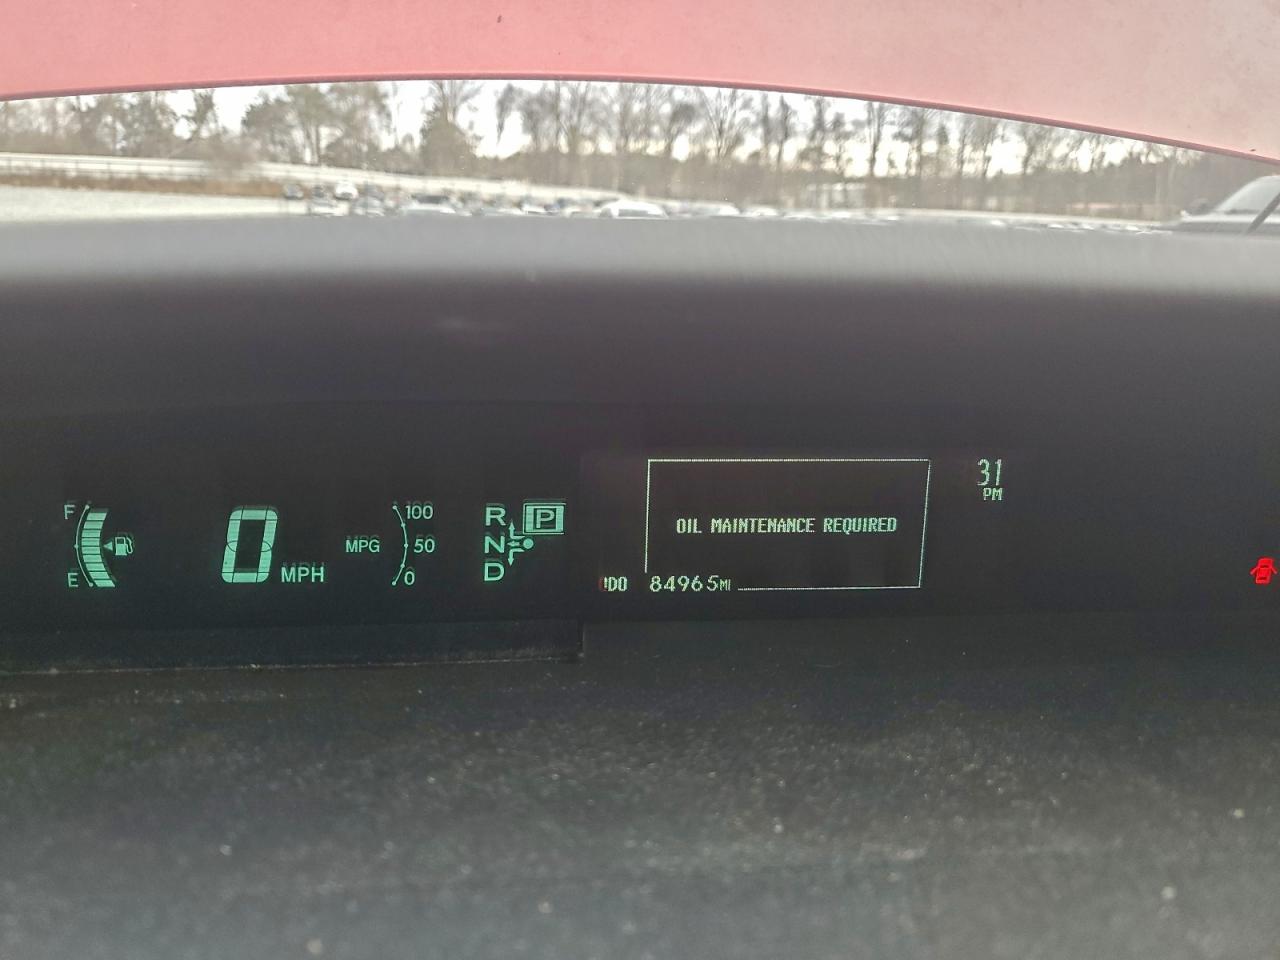 F
E
0 MPH
MPG
100
50
0
R P
N
D
OIL MAINTENANCE REQUIRED
84965MI
31
PM